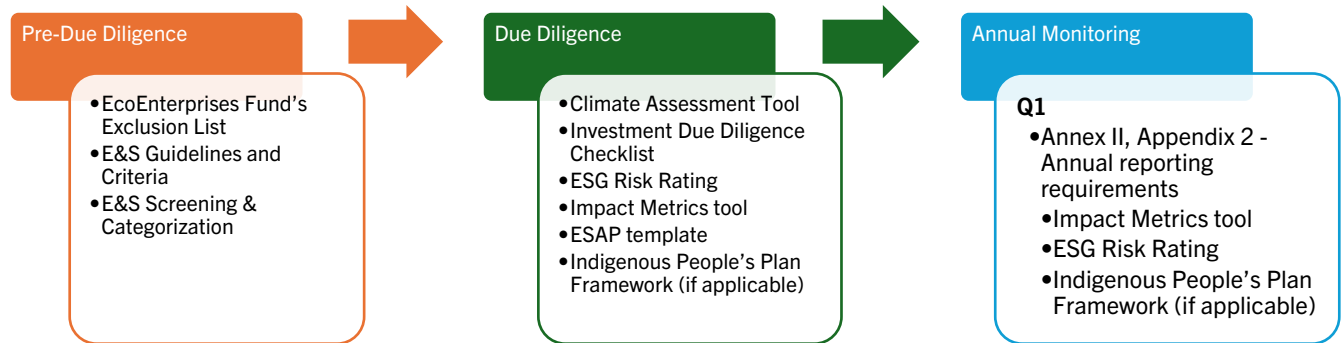 Pre-Due Diligence
•EcoEnterprises Fund's
Exclusion List
•E&S Guidelines and
Criteria
•E&S Screening &
Categorization
Due Diligence
•Climate Assessment Tool
•Investment Due Diligence
Checklist
•ESG Risk Rating
•Impact Metrics tool
•ESAP template
•Indigenous People's Plan
Framework (if applicable)
Annual Monitoring
Q1
•Annex II, Appendix 2 -
Annual reporting
requirements
•Impact Metrics tool
•ESG Risk Rating
•Indigenous People's Plan
Framework (if applicable)